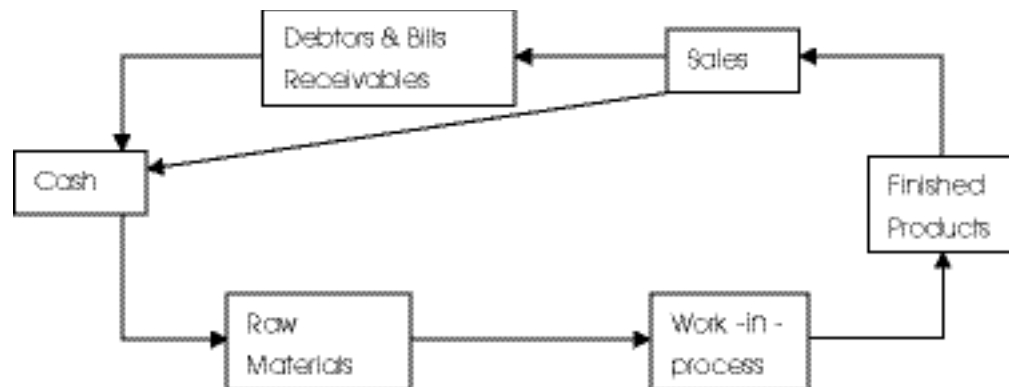 Debtors & Bills
Receivables
Sales
Cash
Finished
Products
Raw
Materials
Work -in -
process